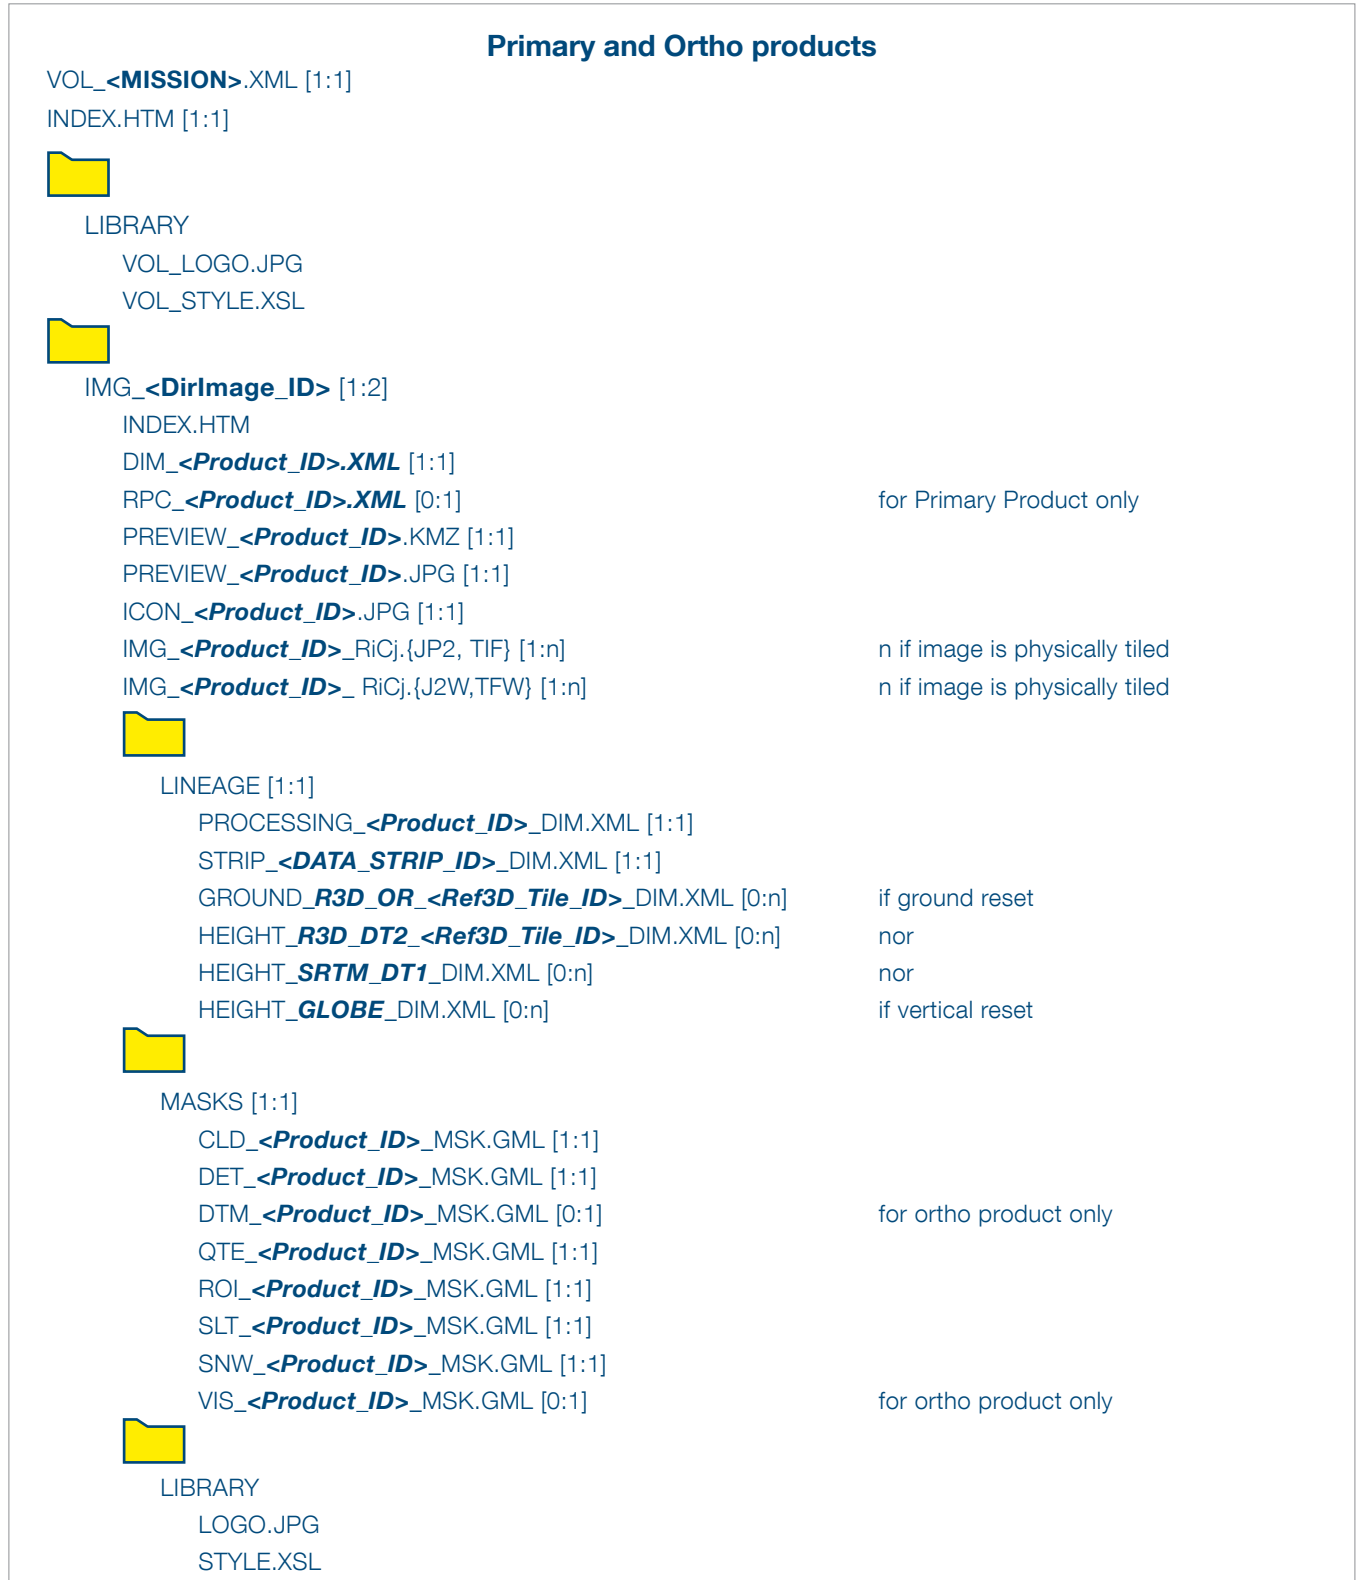 Primary and Ortho products
VOL_<MISSION>.XML [1:1]
INDEX.HTM [1:1]
LIBRARY
VOL_LOGO.JPG
VOL_STYLE.XSL
IMG_<DirImage_ID> [1:2]
INDEX.HTM
DIM_<Product_ID>.XML [1:1]
RPC_<Product_ID>.XML [0:1] for Primary Product only
PREVIEW_<Product_ID>.KMZ [1:1]
PREVIEW_<Product_ID>.JPG [1:1]
ICON_<Product_ID>.JPG [1:1]
IMG_<Product_ID>_RiCj.{JP2, TIF} [1:n] n if image is physically tiled
IMG_<Product_ID>_ RiCj.{J2W,TFW} [1:n] n if image is physically tiled
LINEAGE [1:1]
PROCESSING_<Product_ID>_DIM.XML [1:1]
STRIP_<DATA_STRIP_ID>_DIM.XML [1:1]
GROUND_R3D_OR_<Ref3D_Tile_ID>_DIM.XML [0:n] if ground reset
HEIGHT_R3D_DT2_<Ref3D_Tile_ID>_DIM.XML [0:n] nor
HEIGHT_SRTM_DT1_DIM.XML [0:n] nor
HEIGHT_GLOBE_DIM.XML [0:n] if vertical reset
MASKS [1:1]
CLD_<Product_ID>_MSK.GML [1:1]
DET_<Product_ID>_MSK.GML [1:1]
DTM_<Product_ID>_MSK.GML [0:1] for ortho product only
QTE_<Product_ID>_MSK.GML [1:1]
ROI_<Product_ID>_MSK.GML [1:1]
SLT_<Product_ID>_MSK.GML [1:1]
SNW_<Product_ID>_MSK.GML [1:1]
VIS_<Product_ID>_MSK.GML [0:1] for ortho product only
LIBRARY
LOGO.JPG
STYLE.XSL